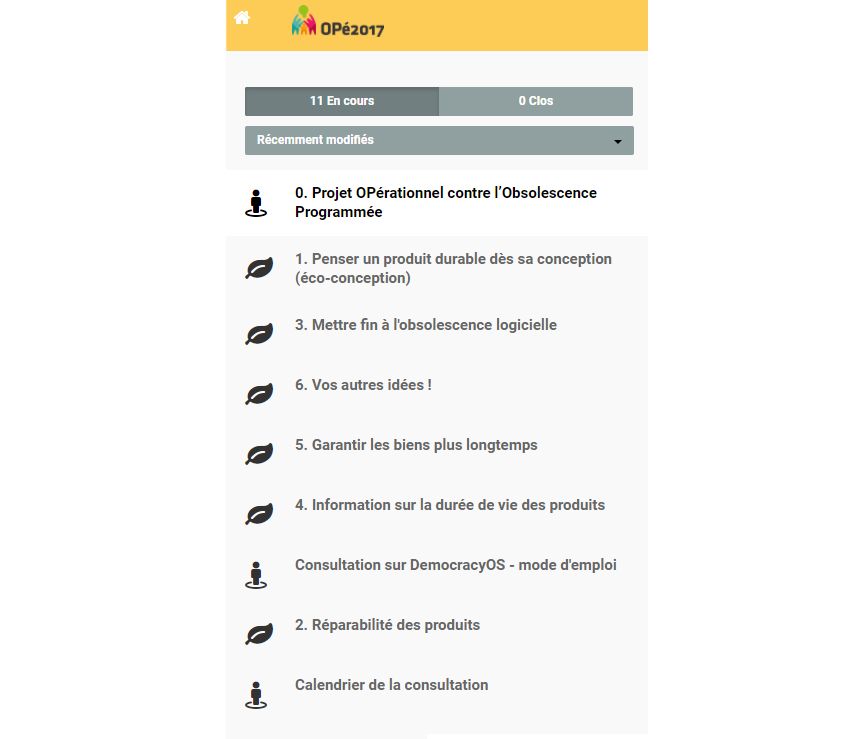 OPé2017
11 En cours
0 Clos
Récemment modifiés
0. Projet OPérationnel contre l’Obsolescence
Programmée
1. Penser un produit durable dès sa conception
(éco-conception)
3. Mettre fin à l'obsolescence logicielle
6. Vos autres idées !
5. Garantir les biens plus longtemps
4. Information sur la durée de vie des produits
Consultation sur DemocracyOS - mode d'emploi
2. Réparabilité des produits
Calendrier de la consultation